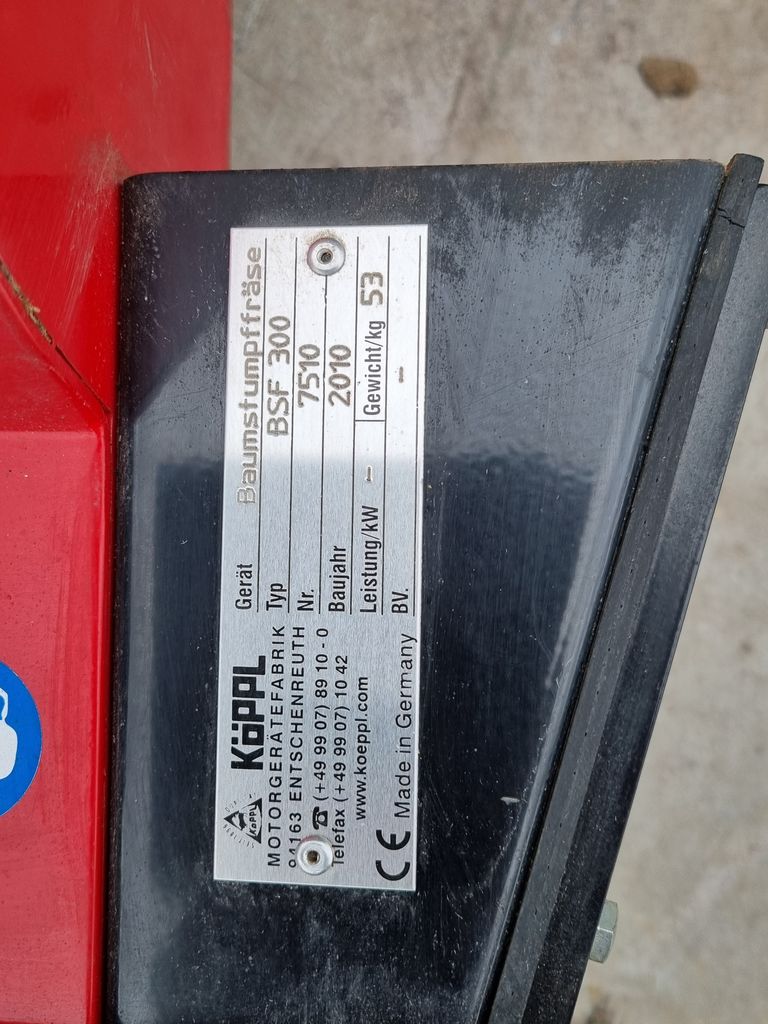 KöPPL
MOTORGERÄTEFABRIK
94163 ENTSCHENREUTH
☎ (+49 99 07) 89 10 - 0
Telefax (+49 99 07) 10 42
www.koeppl.com
CE Made in Germany
Gerät Baumstumpffräse
Typ BSF 300
Nr. 7510
Baujahr 2010
Leistung/kW - Gewicht/kg 53
BV. -